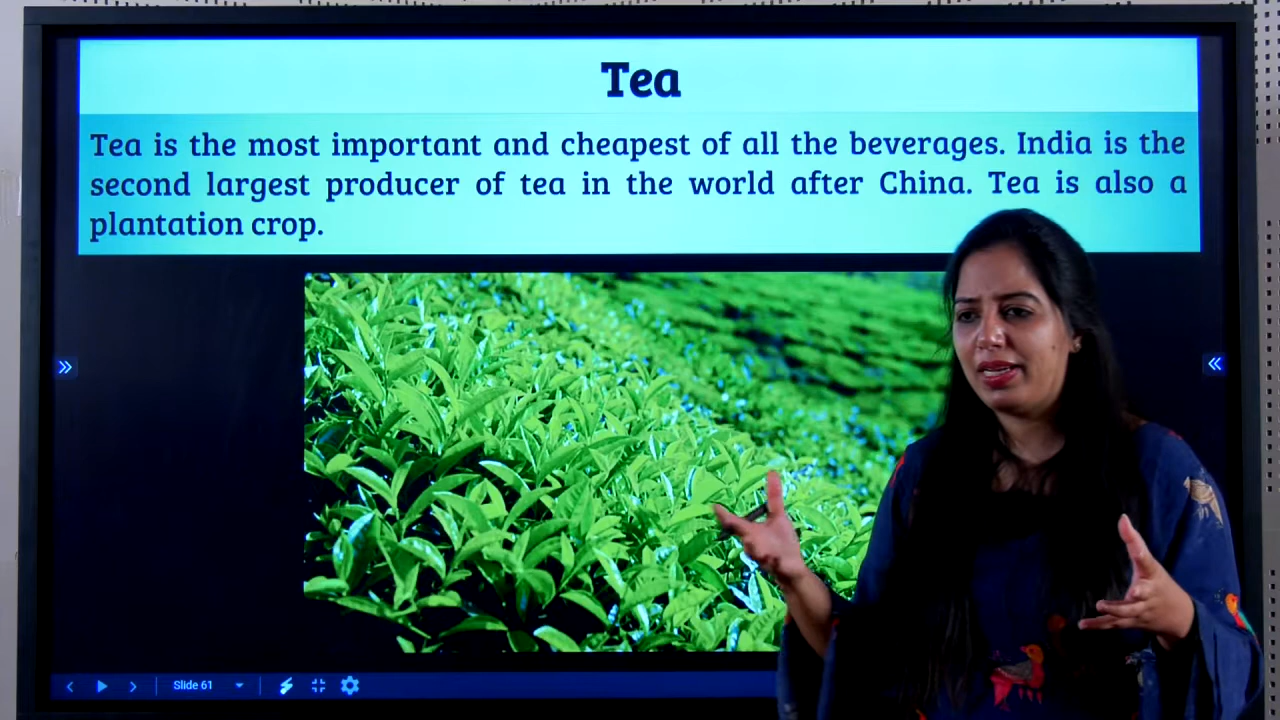 Tea
Tea is the most important and cheapest of all the beverages. India is the
second largest producer of tea in the world after China. Tea is also a
plantation crop.
Slide 61